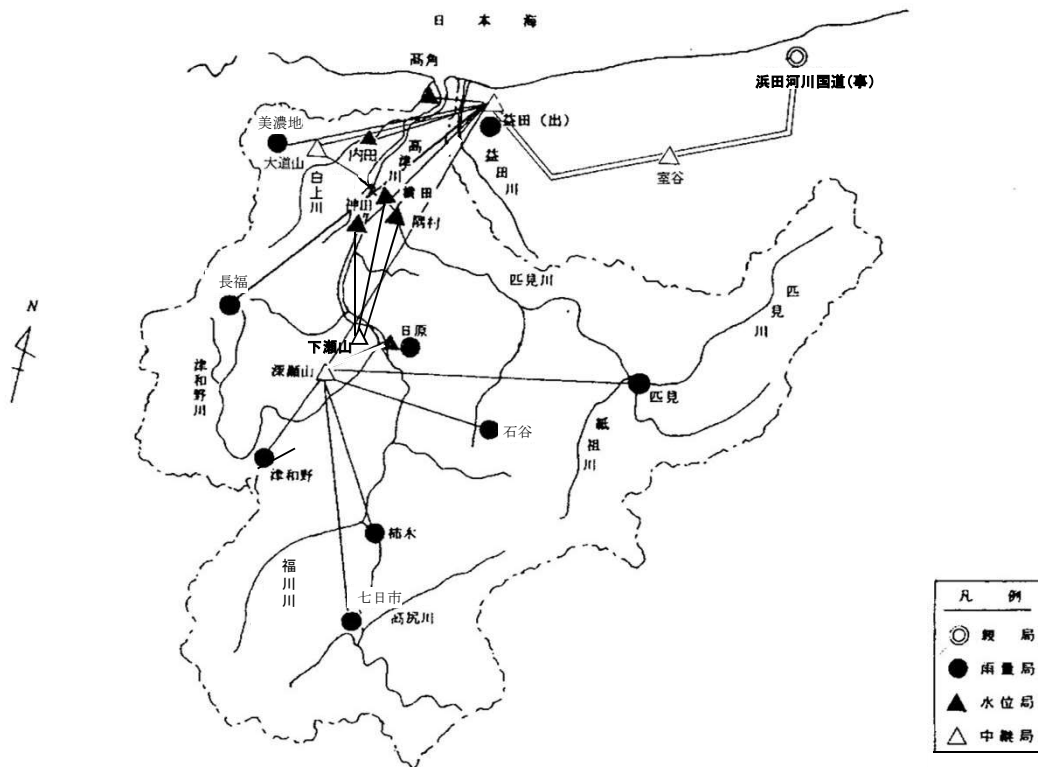 日本海
高角
浜田河川国道(事)
美濃地
益田（出）
大道山
内田
高津川
益田川
室谷
白上川
横田
神田
隅村
匹見川
匹見川
長福
日原
下瀬山
津和野川
深瀬山
匹見
石谷
紙祖川
津和野
柿木
福川川
七日市
高尻川
N
凡例
親局
雨量局
水位局
中継局